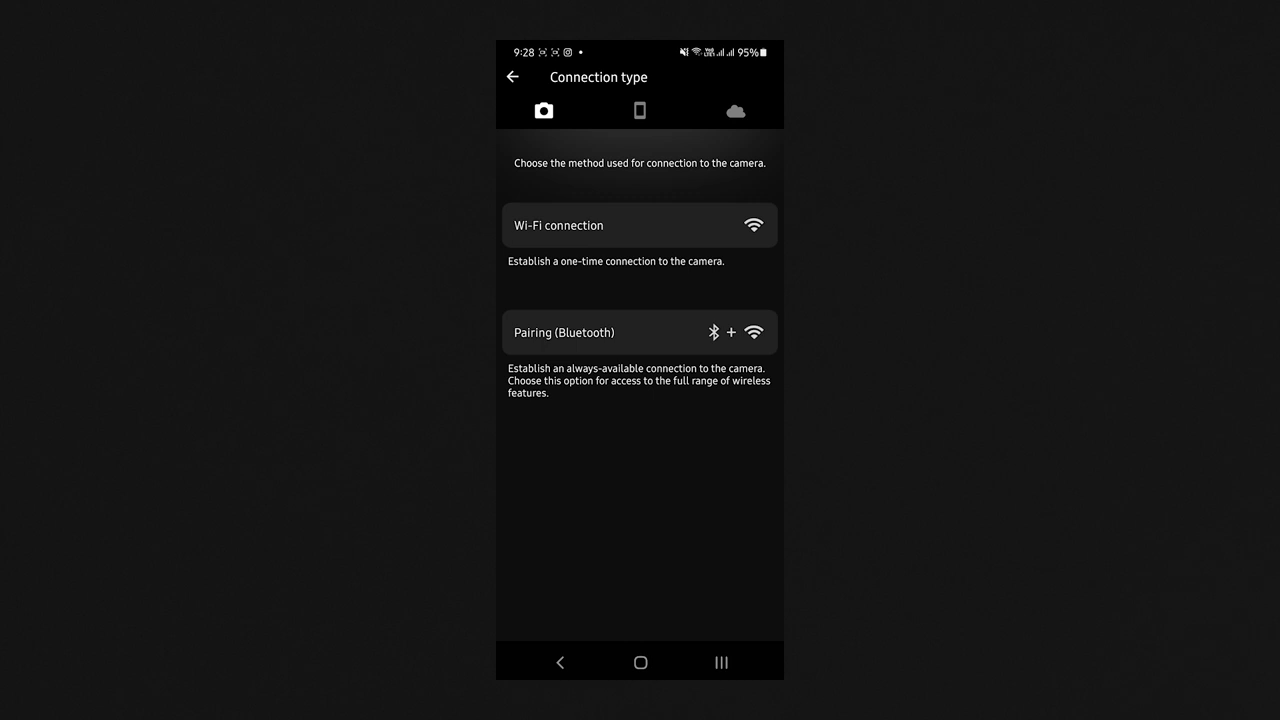 9:28 95%
Connection type
Choose the method used for connection to the camera.
Wi-Fi connection
Establish a one-time connection to the camera.
Pairing (Bluetooth) +
Establish an always-available connection to the camera.
Choose this option for access to the full range of wireless
features.